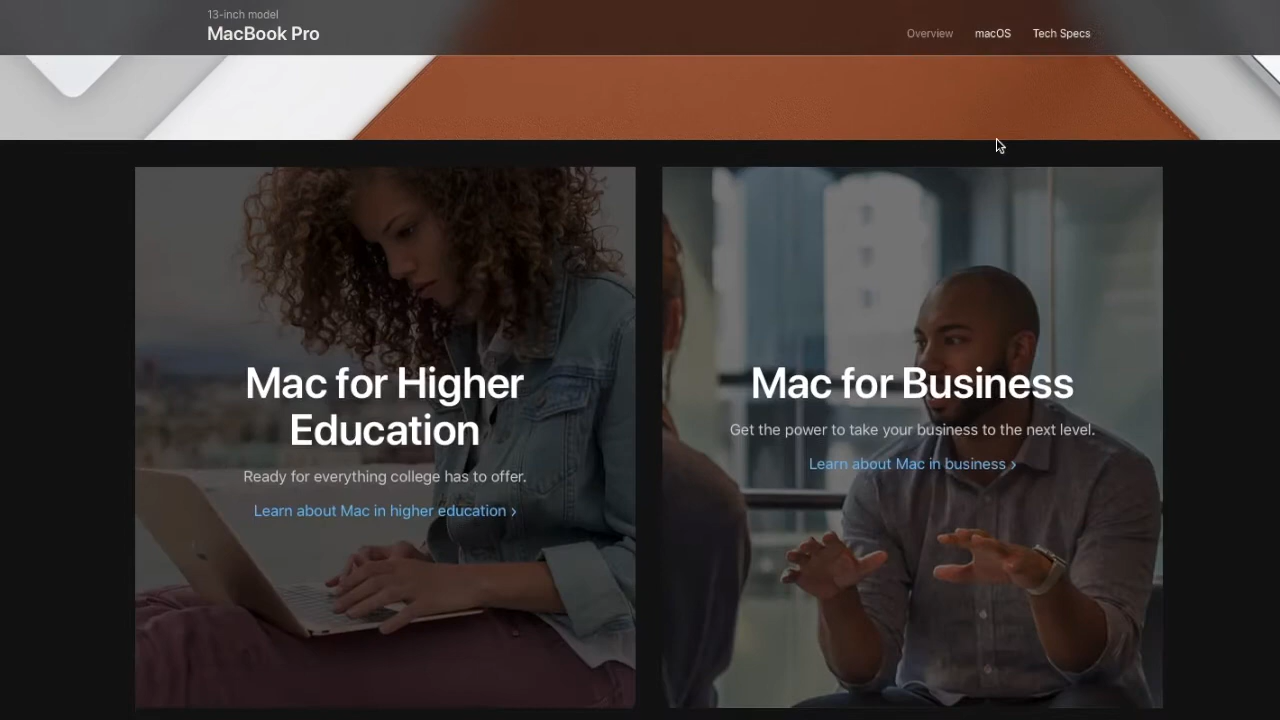 13-inch model
MacBook Pro
Overview
macOS
Tech Specs
Mac for Higher
Education
Ready for everything college has to offer.
Learn about Mac in higher education ›
Mac for Business
Get the power to take your business to the next level.
Learn about Mac in business ›